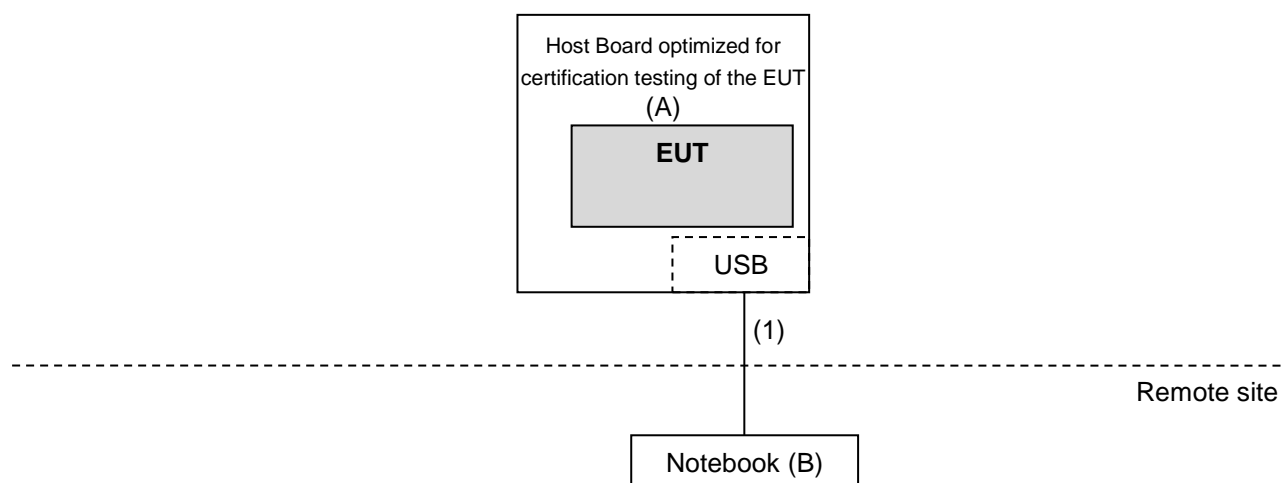 Host Board optimized for
certification testing of the EUT
(A)
EUT
USB
(1)
Remote site
Notebook (B)